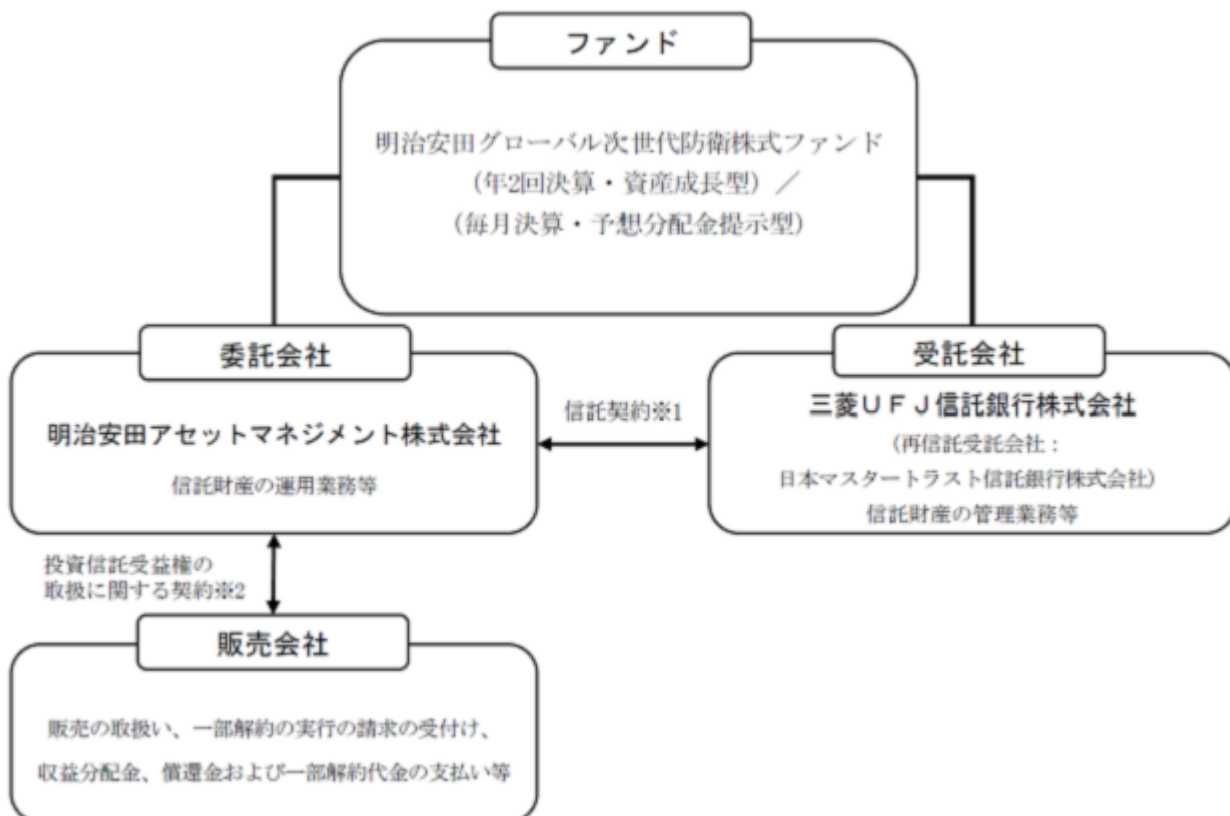 ファンド
明治安田グローバル次世代防衛株式ファンド
(年2回決算・資産成長型)／
(毎月決算・予想分配金提示型)
委託会社
明治安田アセットマネジメント株式会社
信託財産の運用業務等
信託契約※1
受託会社
三菱ＵＦＪ信託銀行株式会社
(再信託受託会社：
日本マスタートラスト信託銀行株式会社)
信託財産の管理業務等
投資信託受益権の
取扱に関する契約※2
販売会社
販売の取扱い、一部解約の実行の請求の受付け、
収益分配金、償還金および一部解約代金の支払い等